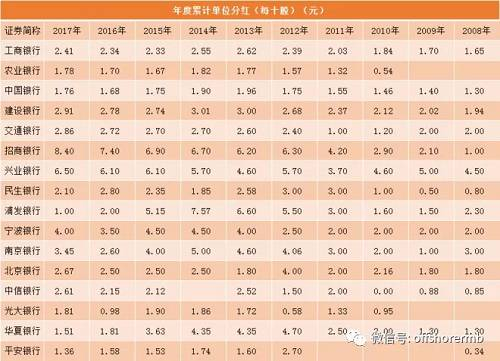 年度累计单位分红(每十股)(元)
证券简称 2017年 2016年 2015年 2014年 2013年 2012年 2011年 2010年 2009年 2008年
工商银行 2.41 2.34 2.33 2.55 2.62 2.39 2.03 1.84 1.70 1.65
农业银行 1.78 1.70 1.67 1.82 1.77 1.57 1.32 0.54
中国银行 1.76 1.68 1.75 1.90 1.96 1.75 1.55 1.46 1.40 1.30
建设银行 2.91 2.78 2.74 3.01 3.00 2.68 2.37 2.12 2.02 1.94
交通银行 2.86 2.72 2.70 2.70 2.60 2.40 1.00 1.20 2.00 2.00
招商银行 8.40 7.40 6.90 6.70 6.20 6.30 4.20 2.90 2.10 1.00
兴业银行 6.50 6.10 6.10 5.70 4.60 5.70 3.70 4.60 5.00 4.50
民生银行 2.10 2.80 2.35 1.85 2.58 3.00 3.00 1.00 0.50 0.80
浦发银行 1.00 2.00 5.15 7.57 6.60 5.50 3.00 1.60 1.50 2.30
宁波银行 4.00 3.50 4.50 4.50 4.00 2.50 2.00 2.00 2.00 2.00
南京银行 3.45 2.60 4.00 5.00 4.60 4.06 3.00 2.00 1.00 3.00
北京银行 2.67 2.50 2.50 2.50 1.80 4.00 2.00 2.16 1.80 1.80
中信银行 2.61 2.15 2.12 2.52 1.50 2.00 0.00 0.88 0.85
光大银行 1.81 0.98 1.90 1.86 1.72 0.58 1.33 0.95
华夏银行 1.51 1.81 3.63 4.35 4.35 4.70 2.50 2.00 1.30 1.30
微信号: offshorermb
平安银行 1.36 1.58 1.53 1.74 1.60 2.70 0.34